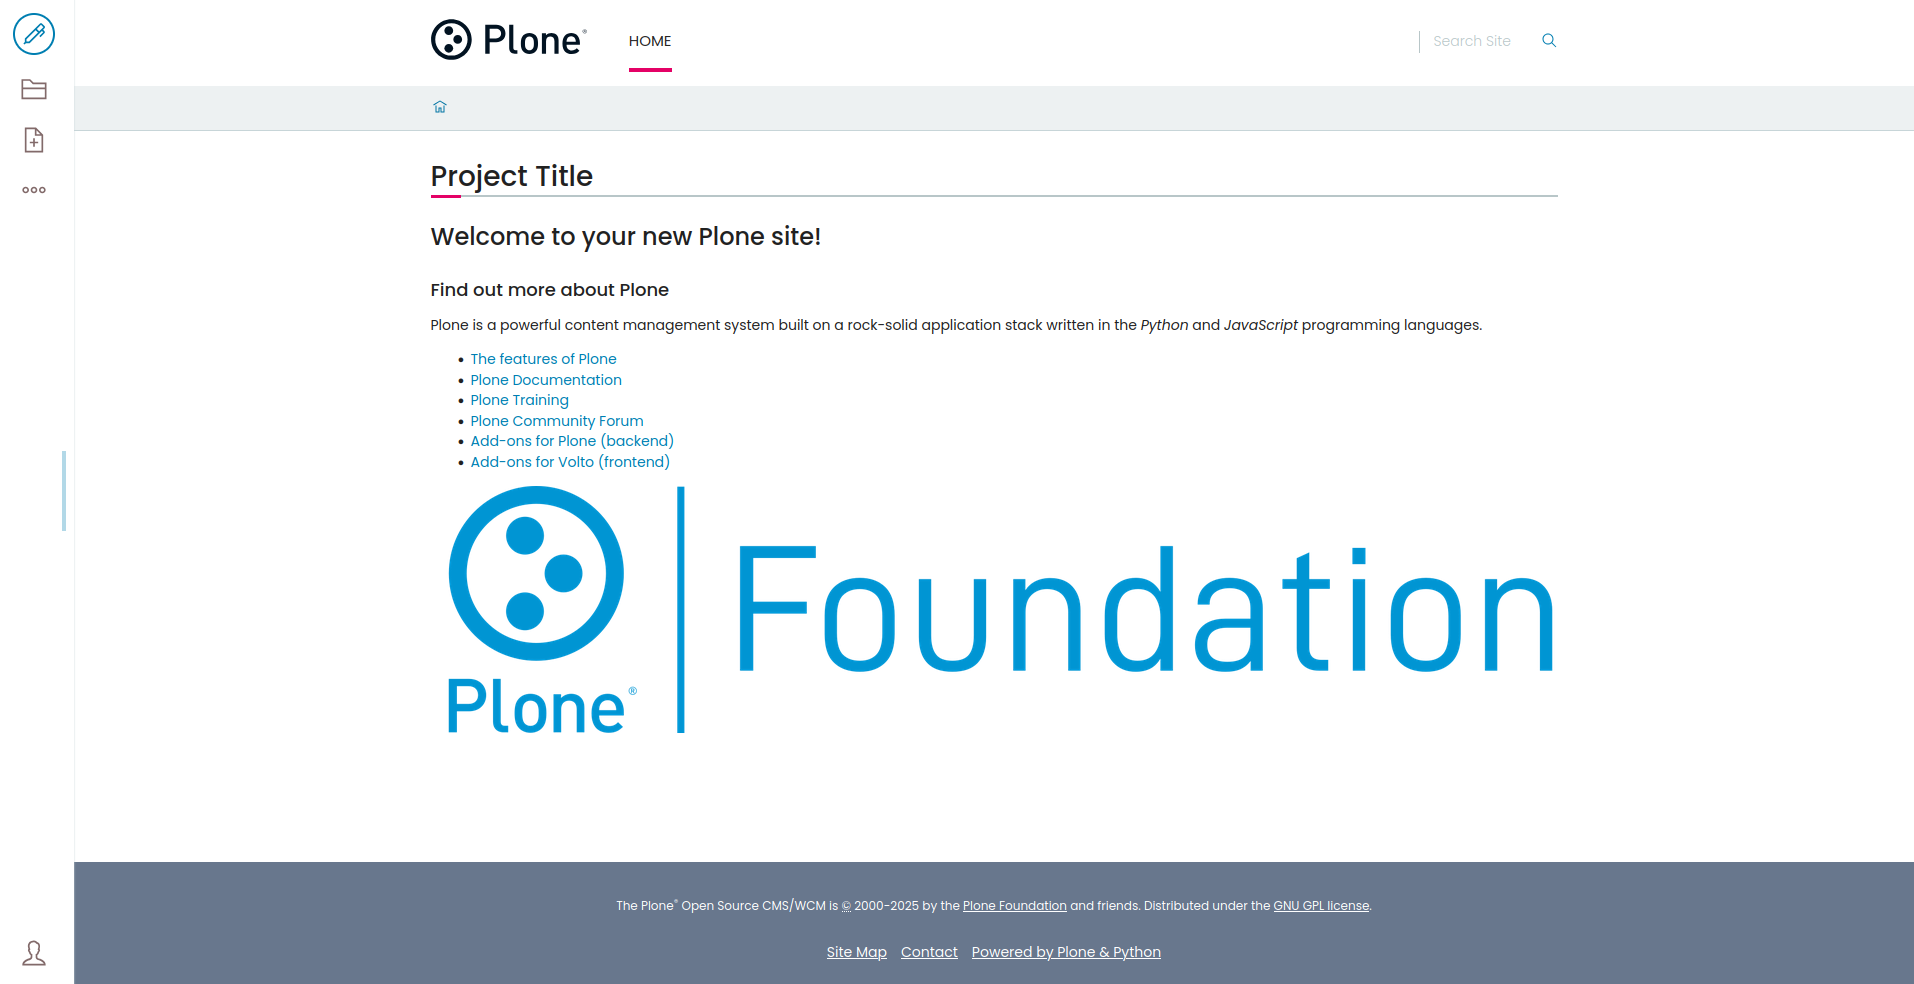 Plone®
HOME
Search Site
Project Title
Welcome to your new Plone site!
Find out more about Plone
Plone is a powerful content management system built on a rock-solid application stack written in the Python and JavaScript programming languages.
The features of Plone
Plone Documentation
Plone Training
Plone Community Forum
Add-ons for Plone (backend)
Add-ons for Volto (frontend)
Foundation
Plone®
The Plone® Open Source CMS/WCM is © 2000-2025 by the Plone Foundation and friends. Distributed under the GNU GPL license.
Site Map Contact Powered by Plone & Python